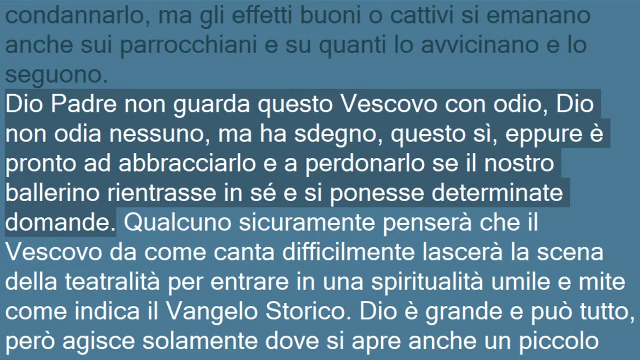 condannarlo, ma gli effetti buoni o cattivi si emanano
anche sui parrocchiani e su quanti lo avvicinano e lo
seguono.
Dio Padre non guarda questo Vescovo con odio, Dio
non odia nessuno, ma ha sdegno, questo sì, eppure è
pronto ad abbracciarlo e a perdonarlo se il nostro
ballerino rientrasse in sé e si ponesse determinate
domande. Qualcuno sicuramente penserà che il
Vescovo da come canta difficilmente lascerà la scena
della teatralità per entrare in una spiritualità umile e mite
come indica il Vangelo Storico. Dio è grande e può tutto,
però agisce solamente dove si apre anche un piccolo